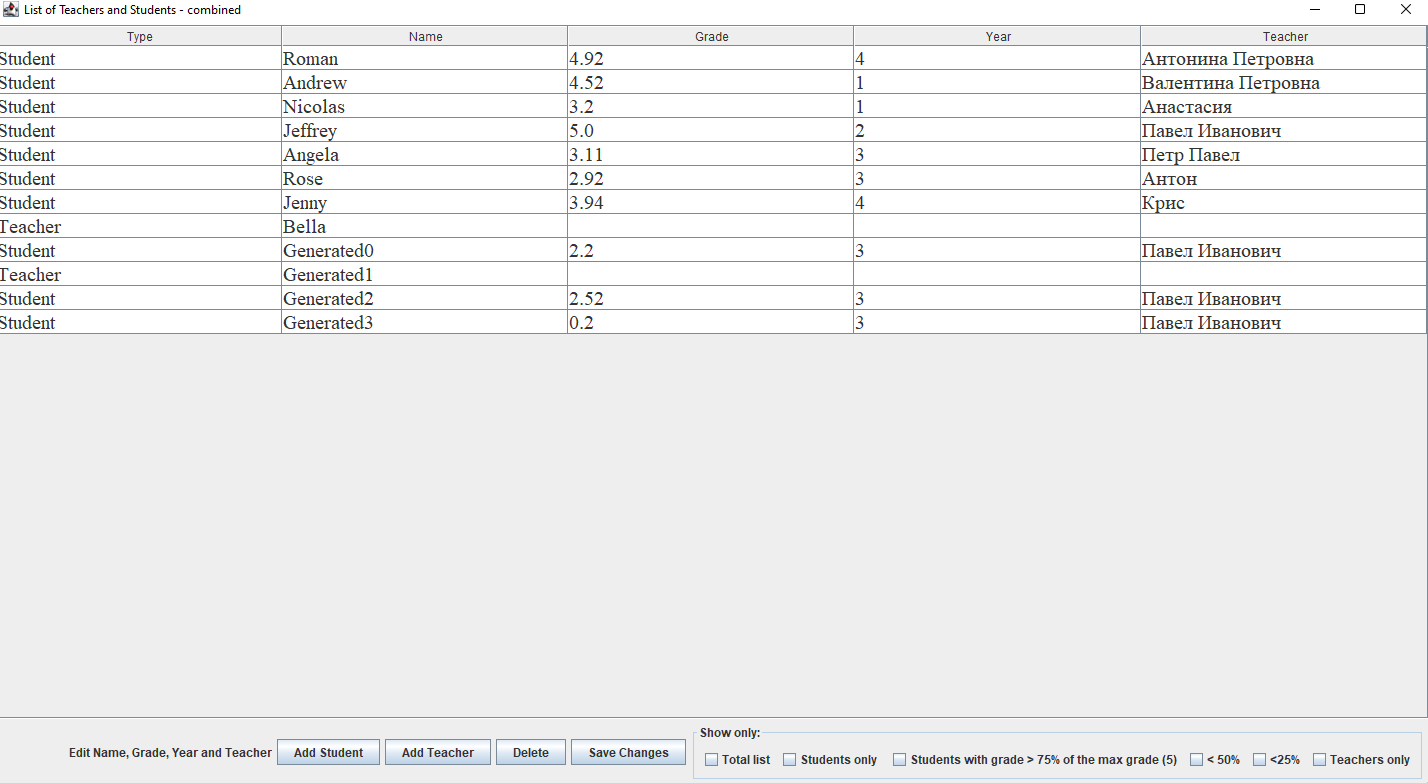 List of Teachers and Students - combined
Type Name Grade Year Teacher
Student Roman 4.92 4 Антонина Петровна
Student Andrew 4.52 1 Валентина Петровна
Student Nicolas 3.2 1 Анастасия
Student Jeffrey 5.0 2 Павел Иванович
Student Angela 3.11 3 Петр Павел
Student Rose 2.92 3 Антон
Student Jenny 3.94 4 Крис
Teacher Bella
Student Generated0 2.2 3 Павел Иванович
Teacher Generated1
Student Generated2 2.52 3 Павел Иванович
Student Generated3 0.2 3 Павел Иванович
Show only:
Edit Name, Grade, Year and Teacher Add Student Add Teacher Delete Save Changes Total list Students only Students with grade > 75% of the max grade (5) < 50% <25% Teachers only